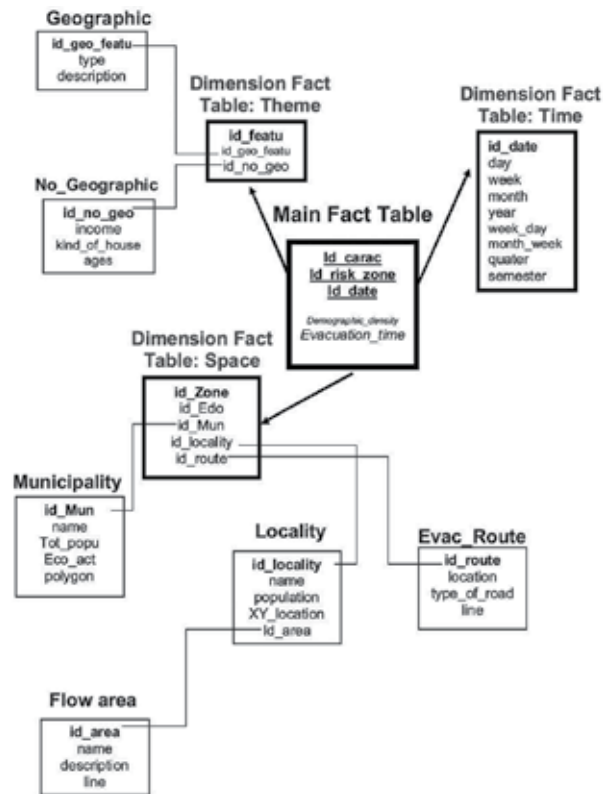 Geographic
id_geo_featu
type
description
Dimension Fact
Table: Theme
id_featu
id_geo_featu
id_no_geo
Dimension Fact
Table: Time
id_date
day
week
month
year
week_day
month_week
quater
semester
No_Geographic
id_no_geo
income
kind_of_house
ages
Main Fact Table
Id_carac
Id_risk_zone
Id_date
Demographic_density
Evacuation_time
Dimension Fact
Table: Space
id_Zone
id_Edo
id_Mun
id_locality
id_route
Municipality
id_Mun
name
Tot_popu
Eco_act
polygon
Locality
id_locality
name
population
XY_location
Id_area
Evac_Route
id_route
location
type_of_road
line
Flow area
id_area
name
description
line